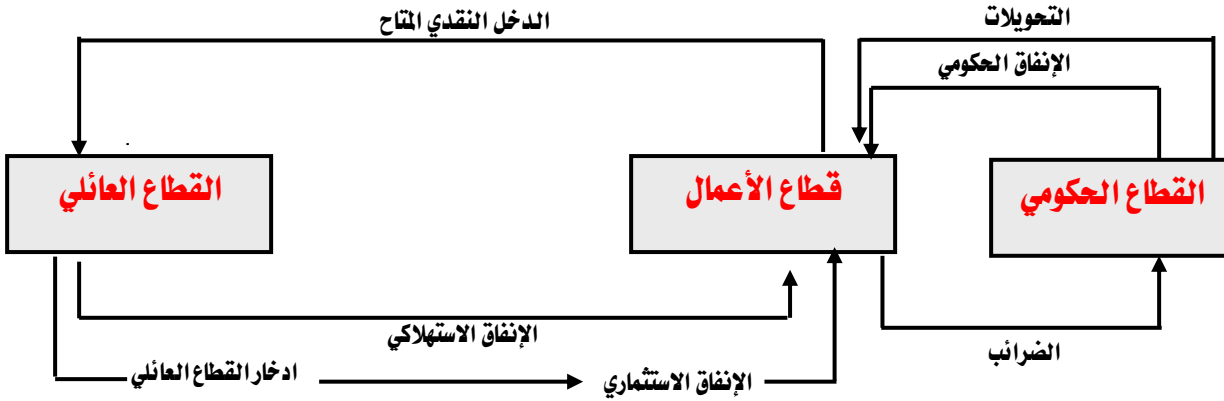 التحويلات
الدخل النقدي المتاح
الإنفاق الحكومي
القطاع الحكومي
قطاع الأعمال
القطاع العائلي
الإنفاق الاستهلاكي
الضرائب
الإنفاق الاستثماري
ادخار القطاع العائلي